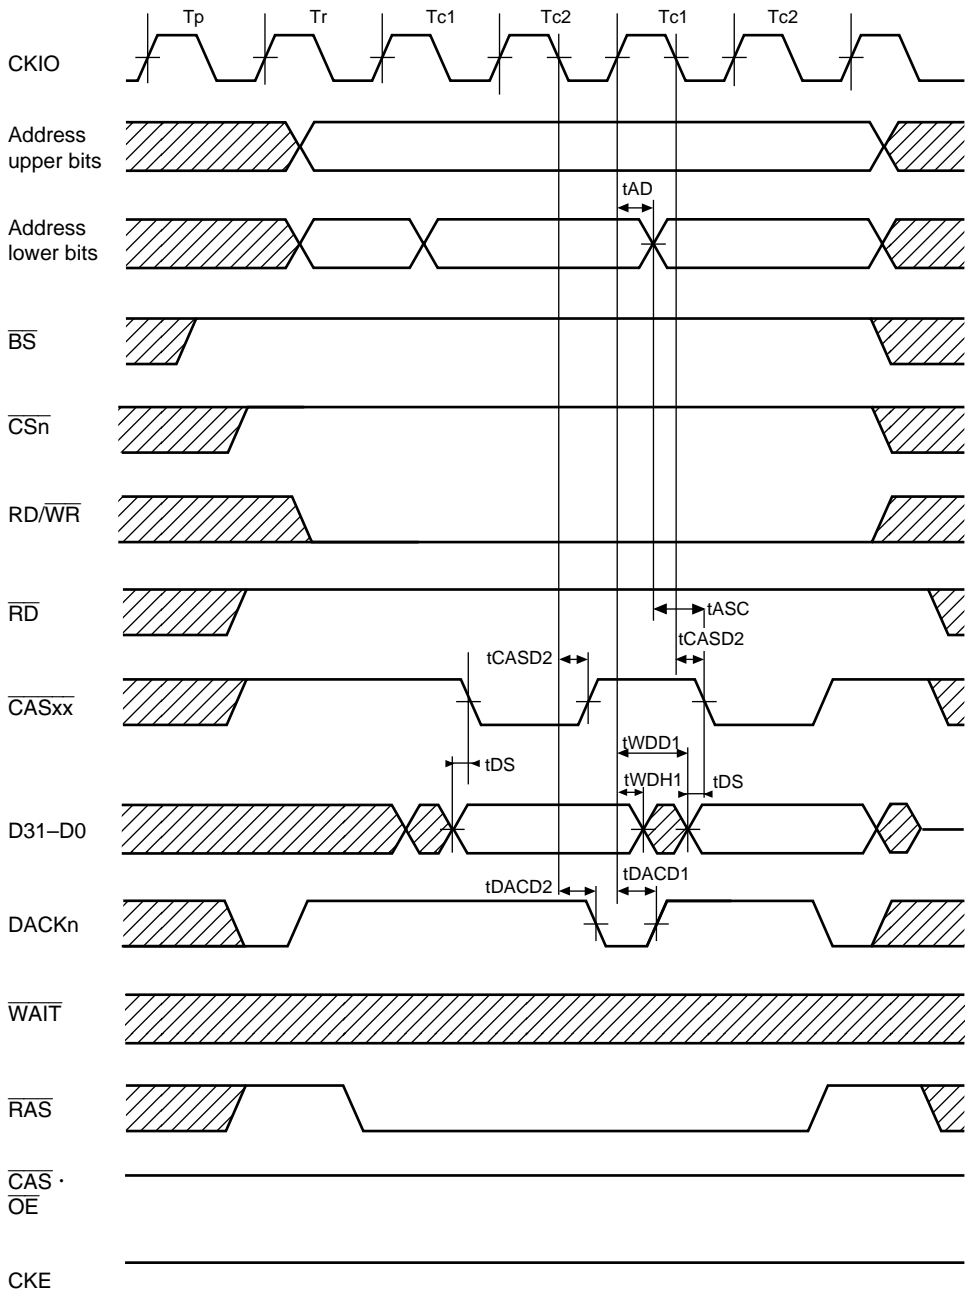 Tp Tr Tc1 Tc2 Tc1 Tc2
CKIO
Address
upper bits
tAD
Address
lower bits
BS
CSn
RD/WR
RD
tASC
tCASD2
tCASD2
CASxx
tWDD1
tDS
tWDH1
tDS
D31–D0
tDACD2
tDACD1
DACKn
WAIT
RAS
CAS ·
OE
CKE